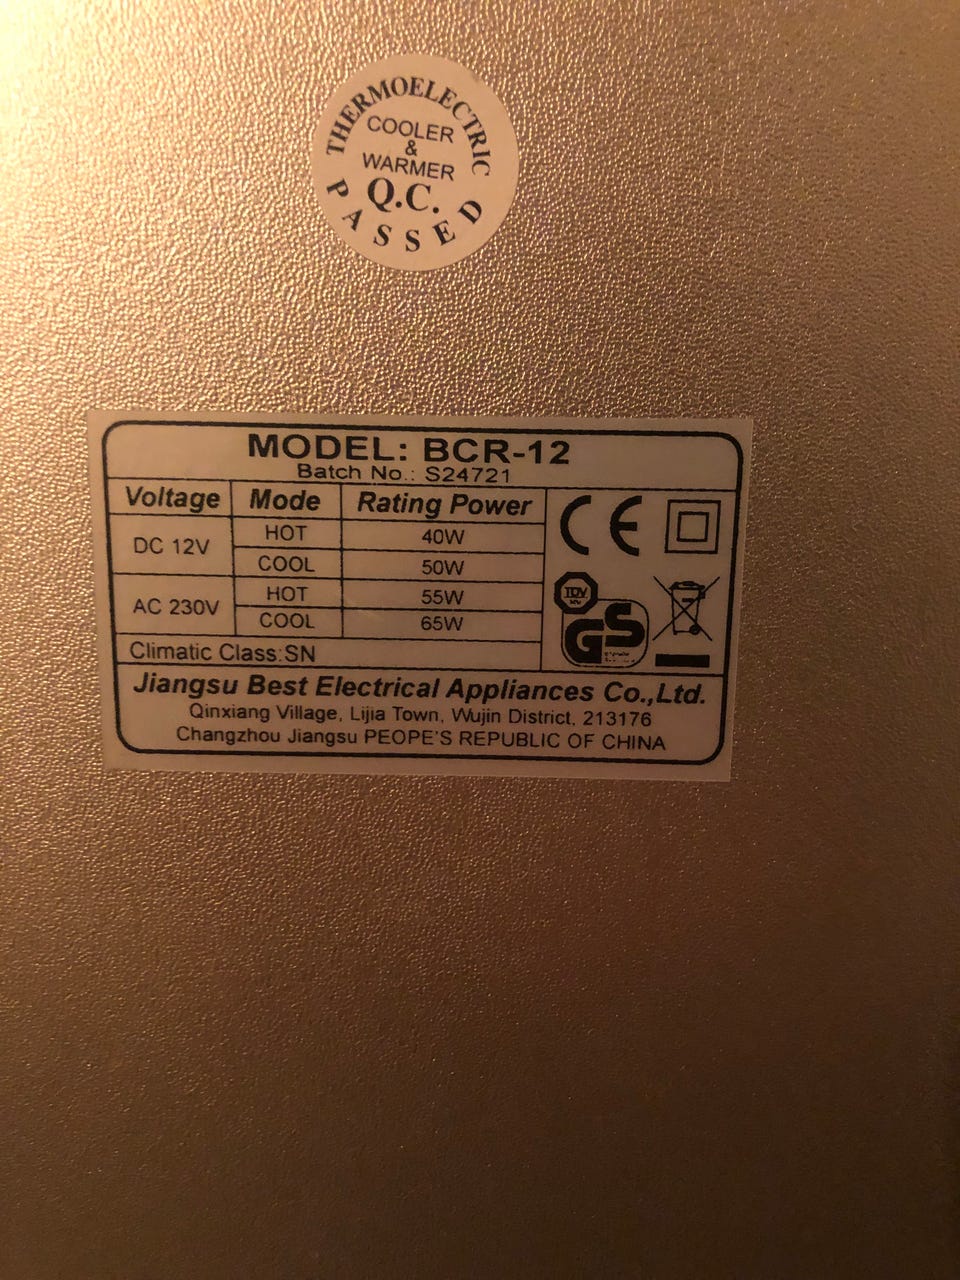 THERMOELECTRIC
COOLER
&
WARMER
Q.C.
PASSED
MODEL: BCR-12
Batch No.: S24721
Voltage Mode Rating Power
DC 12V HOT 40W
COOL 50W
AC 230V HOT 55W
COOL 65W
Climatic Class:SN
CE
TÜV
GS
Jiangsu Best Electrical Appliances Co.,Ltd.
Qinxiang Village, Lijia Town, Wujin District, 213176
Changzhou Jiangsu PEOPE'S REPUBLIC OF CHINA